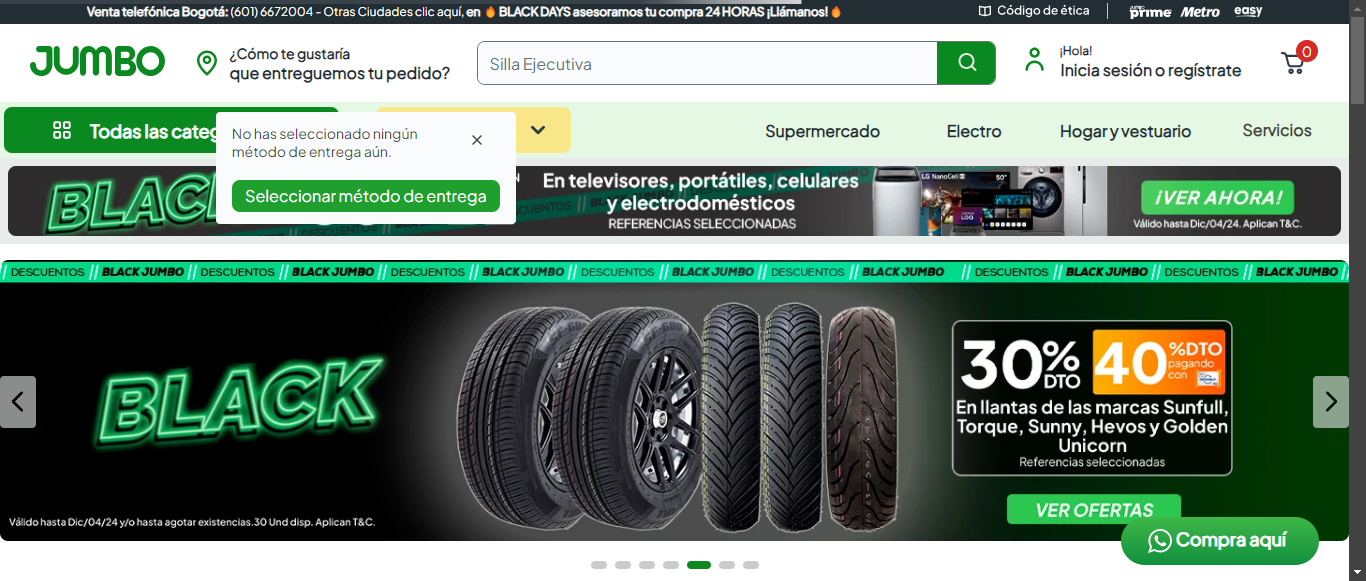 Venta telefónica Bogotá: (601) 6672004 - Otras Ciudades clic aquí, en 🔥 BLACK DAYS asesoramos tu compra 24 HORAS ¡Llámanos! 🔥
Código de ética
JUMBO prime
Metro
easy
JUMBO
¿Cómo te gustaría
que entreguemos tu pedido?
Silla Ejecutiva
¡Hola!
Inicia sesión o regístrate
0
Todas las categ
No has seleccionado ningún
método de entrega aún.
Seleccionar método de entrega
Supermercado
Electro
Hogar y vestuario
Servicios
BLACK
En televisores, portátiles, celulares
y electrodomésticos
REFERENCIAS SELECCIONADAS
LG NanoCell
50"
¡VER AHORA!
Válido hasta Dic/04/24. Aplican T&C.
DESCUENTOS // BLACK JUMBO // DESCUENTOS // BLACK JUMBO // DESCUENTOS // BLACK JUMBO // DESCUENTOS // BLACK JUMBO // DESCUENTOS // BLACK JUMBO // DESCUENTOS // BLACK JUMBO // DESCUENTOS // BLACK JUMBO
BLACK
30% DTO
40 %DTO
pagando
con
En llantas de las marcas Sunfull,
Torque, Sunny, Hevos y Golden
Unicorn
Referencias seleccionadas
VER OFERTAS
Válido hasta Dic/04/24 y/o hasta agotar existencias.30 Und disp. Aplican T&C.
Compra aquí